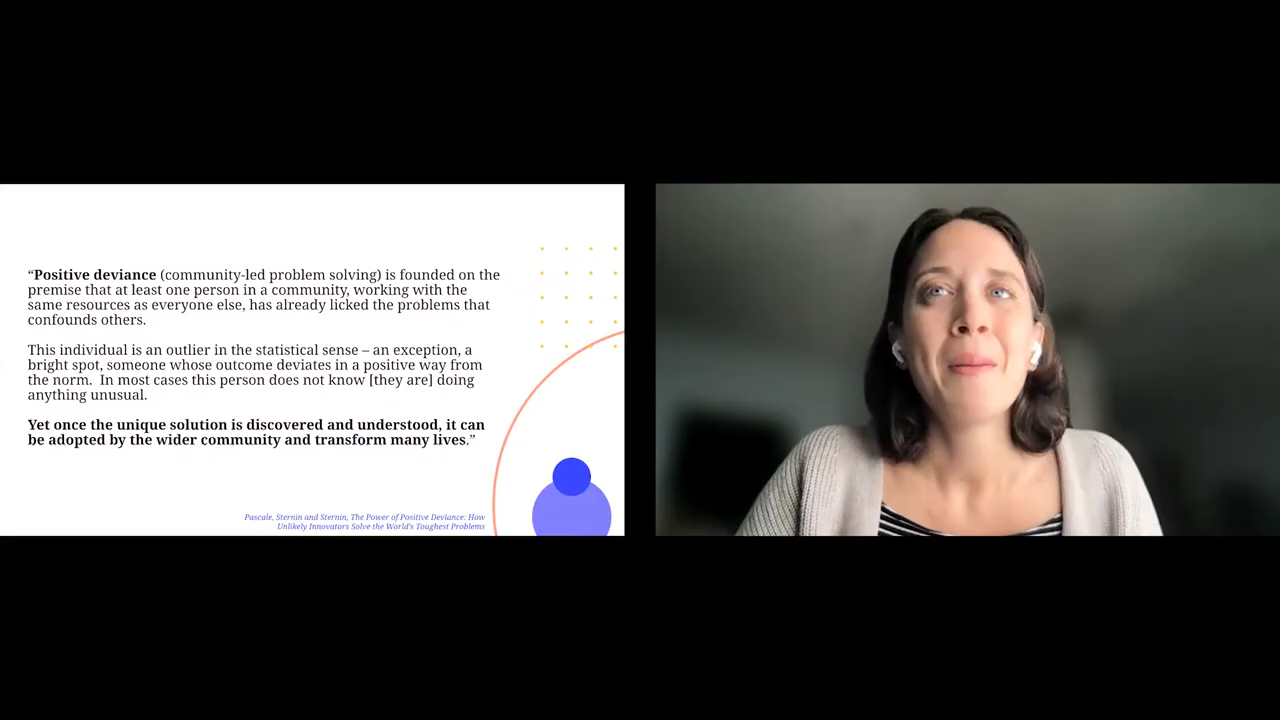 “Positive deviance (community-led problem solving) is founded on the
premise that at least one person in a community, working with the
same resources as everyone else, has already licked the problems that
confounds others.
This individual is an outlier in the statistical sense – an exception, a
bright spot, someone whose outcome deviates in a positive way from
the norm.  In most cases this person does not know [they are] doing
anything unusual.
Yet once the unique solution is discovered and understood, it can
be adopted by the wider community and transform many lives.”
Pascale, Sternin and Sternin, The Power of Positive Deviance: How
Unlikely Innovators Solve the World's Toughest Problems